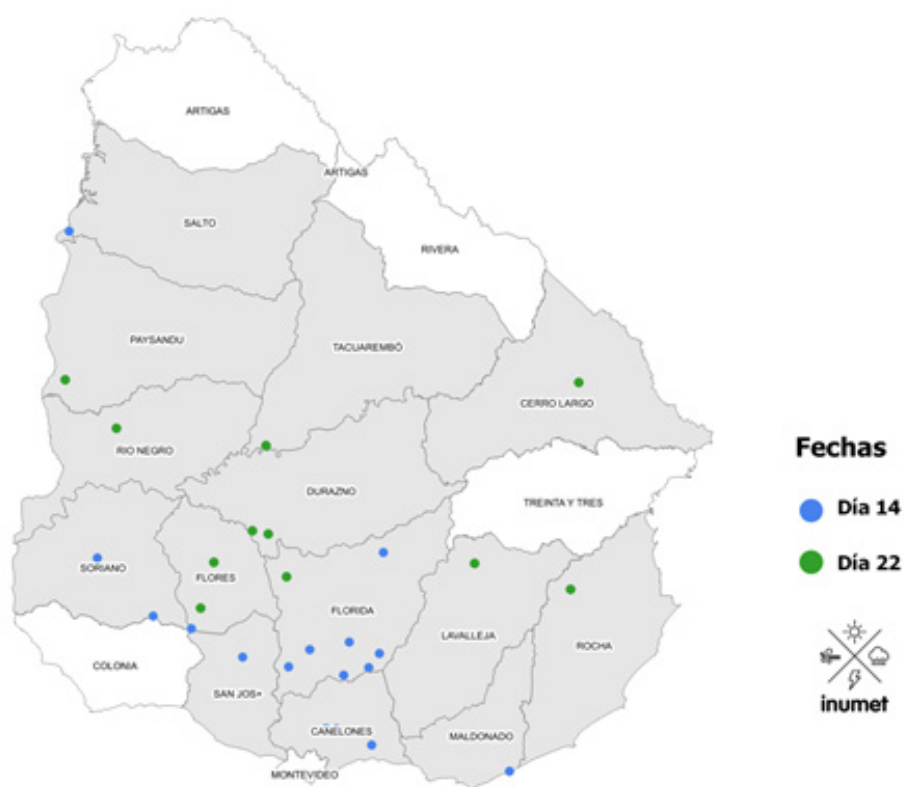 ARTIGAS
ARTIGAS
SALTO
RIVERA
PAYSANDU
TACUAREMBÓ
CERRO LARGO
RIO NEGRO
DURAZNO
TREINTA Y TRES
SORIANO
FLORES
FLORIDA
LAVALLEJA
ROCHA
COLONIA
SAN JOS+
CANELONES
MALDONADO
MONTEVIDEO
Fechas
Día 14
Día 22
inumet